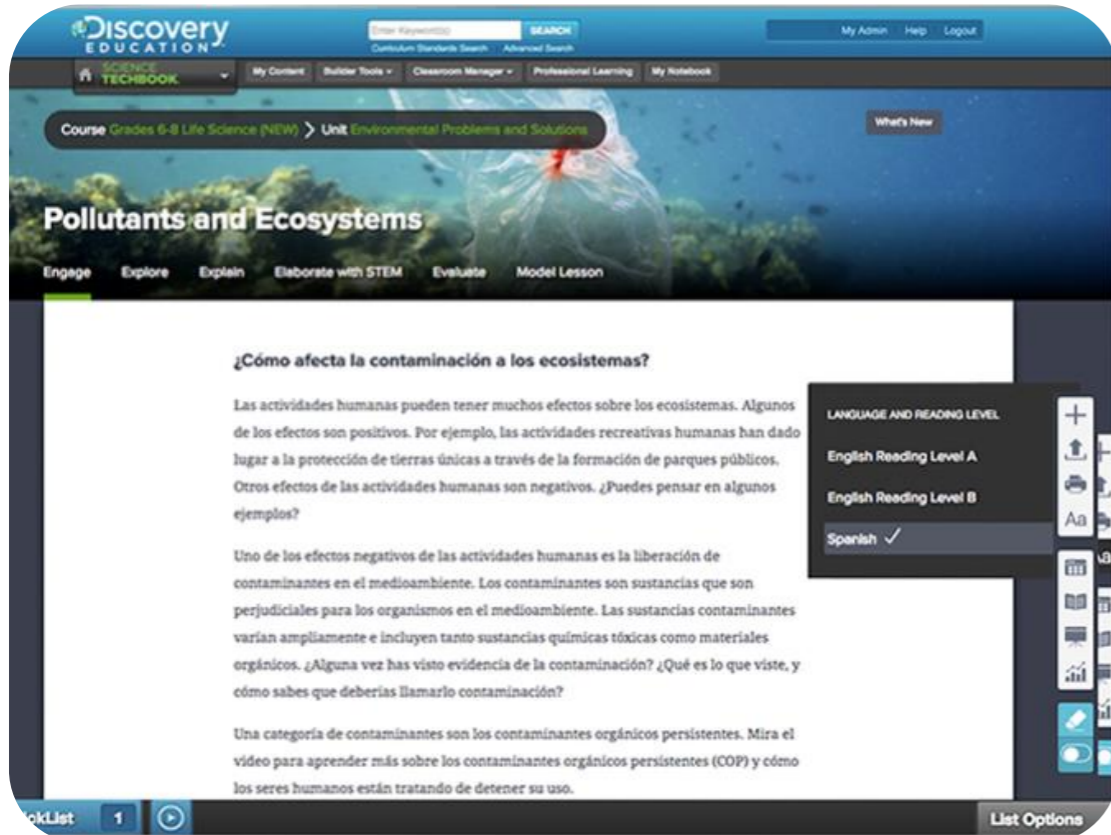 Discovery
EDUCATION
Enter Keyword(s)
SEARCH
Curriculum Standards Search Advanced Search
My Admin Help Logout
SCIENCE
TECHBOOK
My Content Builder Tools Classroom Manager Professional Learning My Notebook
Course Grades 6-8 Life Science (NEW) Unit Environmental Problems and Solutions
What's New
Pollutants and Ecosystems
Engage Explore Explain Elaborate with STEM Evaluate Model Lesson
¿Cómo afecta la contaminación a los ecosistemas?
Las actividades humanas pueden tener muchos efectos sobre los ecosistemas. Algunos
de los efectos son positivos. Por ejemplo, las actividades recreativas humanas han dado
lugar a la protección de tierras únicas a través de la formación de parques públicos.
Otros efectos de las actividades humanas son negativos. ¿Puedes pensar en algunos
ejemplos?
Uno de los efectos negativos de las actividades humanas es la liberación de
contaminantes en el medioambiente. Los contaminantes son sustancias que son
perjudiciales para los organismos en el medioambiente. Las sustancias contaminantes
varían ampliamente e incluyen tanto sustancias químicas tóxicas como materiales
orgánicos. ¿Alguna vez has visto evidencia de la contaminación? ¿Qué es lo que viste, y
cómo sabes que deberías llamarlo contaminación?
Una categoría de contaminantes son los contaminantes orgánicos persistentes. Mira el
video para aprender más sobre los contaminantes orgánicos persistentes (COP) y cómo
los seres humanos están tratando de detener su uso.
LANGUAGE AND READING LEVEL
English Reading Level A
English Reading Level B
Spanish
Aa
1
List Options